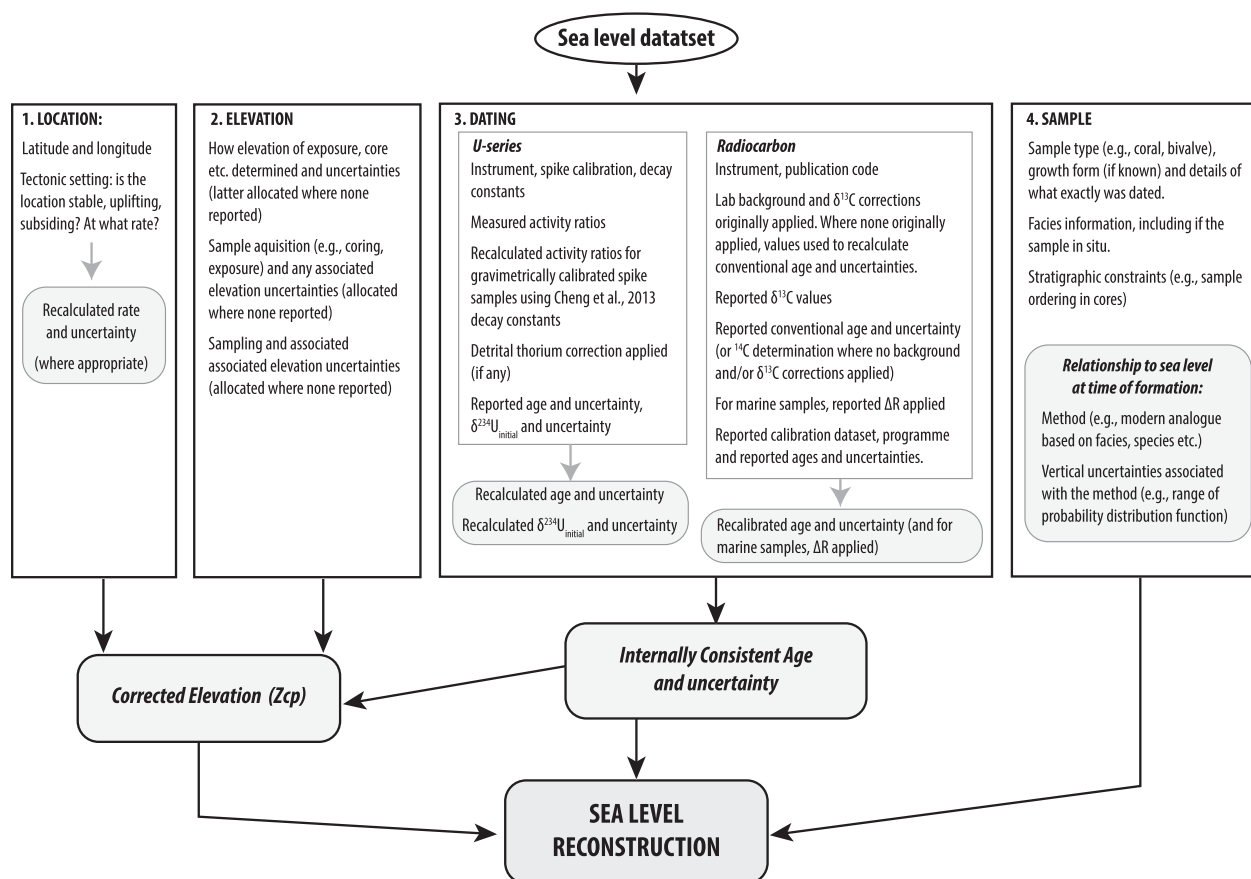 Sea level datatset
1. LOCATION:
Latitude and longitude
Tectonic setting: is the
location stable, uplifting,
subsiding? At what rate?
Recalculated rate
and uncertainty
(where appropriate)
2. ELEVATION
How elevation of exposure, core
etc. determined and uncertainties
(latter allocated where none
reported)
Sample aquisition (e.g., coring,
exposure) and any associated
elevation uncertainties (allocated
where none reported)
Sampling and associated
associated elevation uncertainties
(allocated where none reported)
3. DATING
U-series
Instrument, spike calibration, decay
constants
Measured activity ratios
Recalculated activity ratios for
gravimetrically calibrated spike
samples using Cheng et al., 2013
decay constants
Detrital thorium correction applied
(if any)
Reported age and uncertainty,
δ²³⁴U_initial and uncertainty
Recalculated age and uncertainty
Recalculated δ²³⁴U_initial and uncertainty
Radiocarbon
Instrument, publication code
Lab background and δ¹³C corrections
originally applied. Where none originally
applied, values used to recalculate
conventional age and uncertainties.
Reported δ¹³C values
Reported conventional age and uncertainty
(or ¹⁴C determination where no background
and/or δ¹³C corrections applied)
For marine samples, reported ΔR applied
Reported calibration dataset, programme
and reported ages and uncertainties.
Recalibrated age and uncertainty (and for
marine samples, ΔR applied)
4. SAMPLE
Sample type (e.g., coral, bivalve),
growth form (if known) and details of
what exactly was dated.
Facies information, including if the
sample in situ.
Stratigraphic constraints (e.g., sample
ordering in cores)
Relationship to sea level
at time of formation:
Method (e.g., modern analogue
based on facies, species etc.)
Vertical uncertainties associated
with the method (e.g., range of
probability distribution function)
Corrected Elevation (Zcp)
Internally Consistent Age
and uncertainty
SEA LEVEL
RECONSTRUCTION